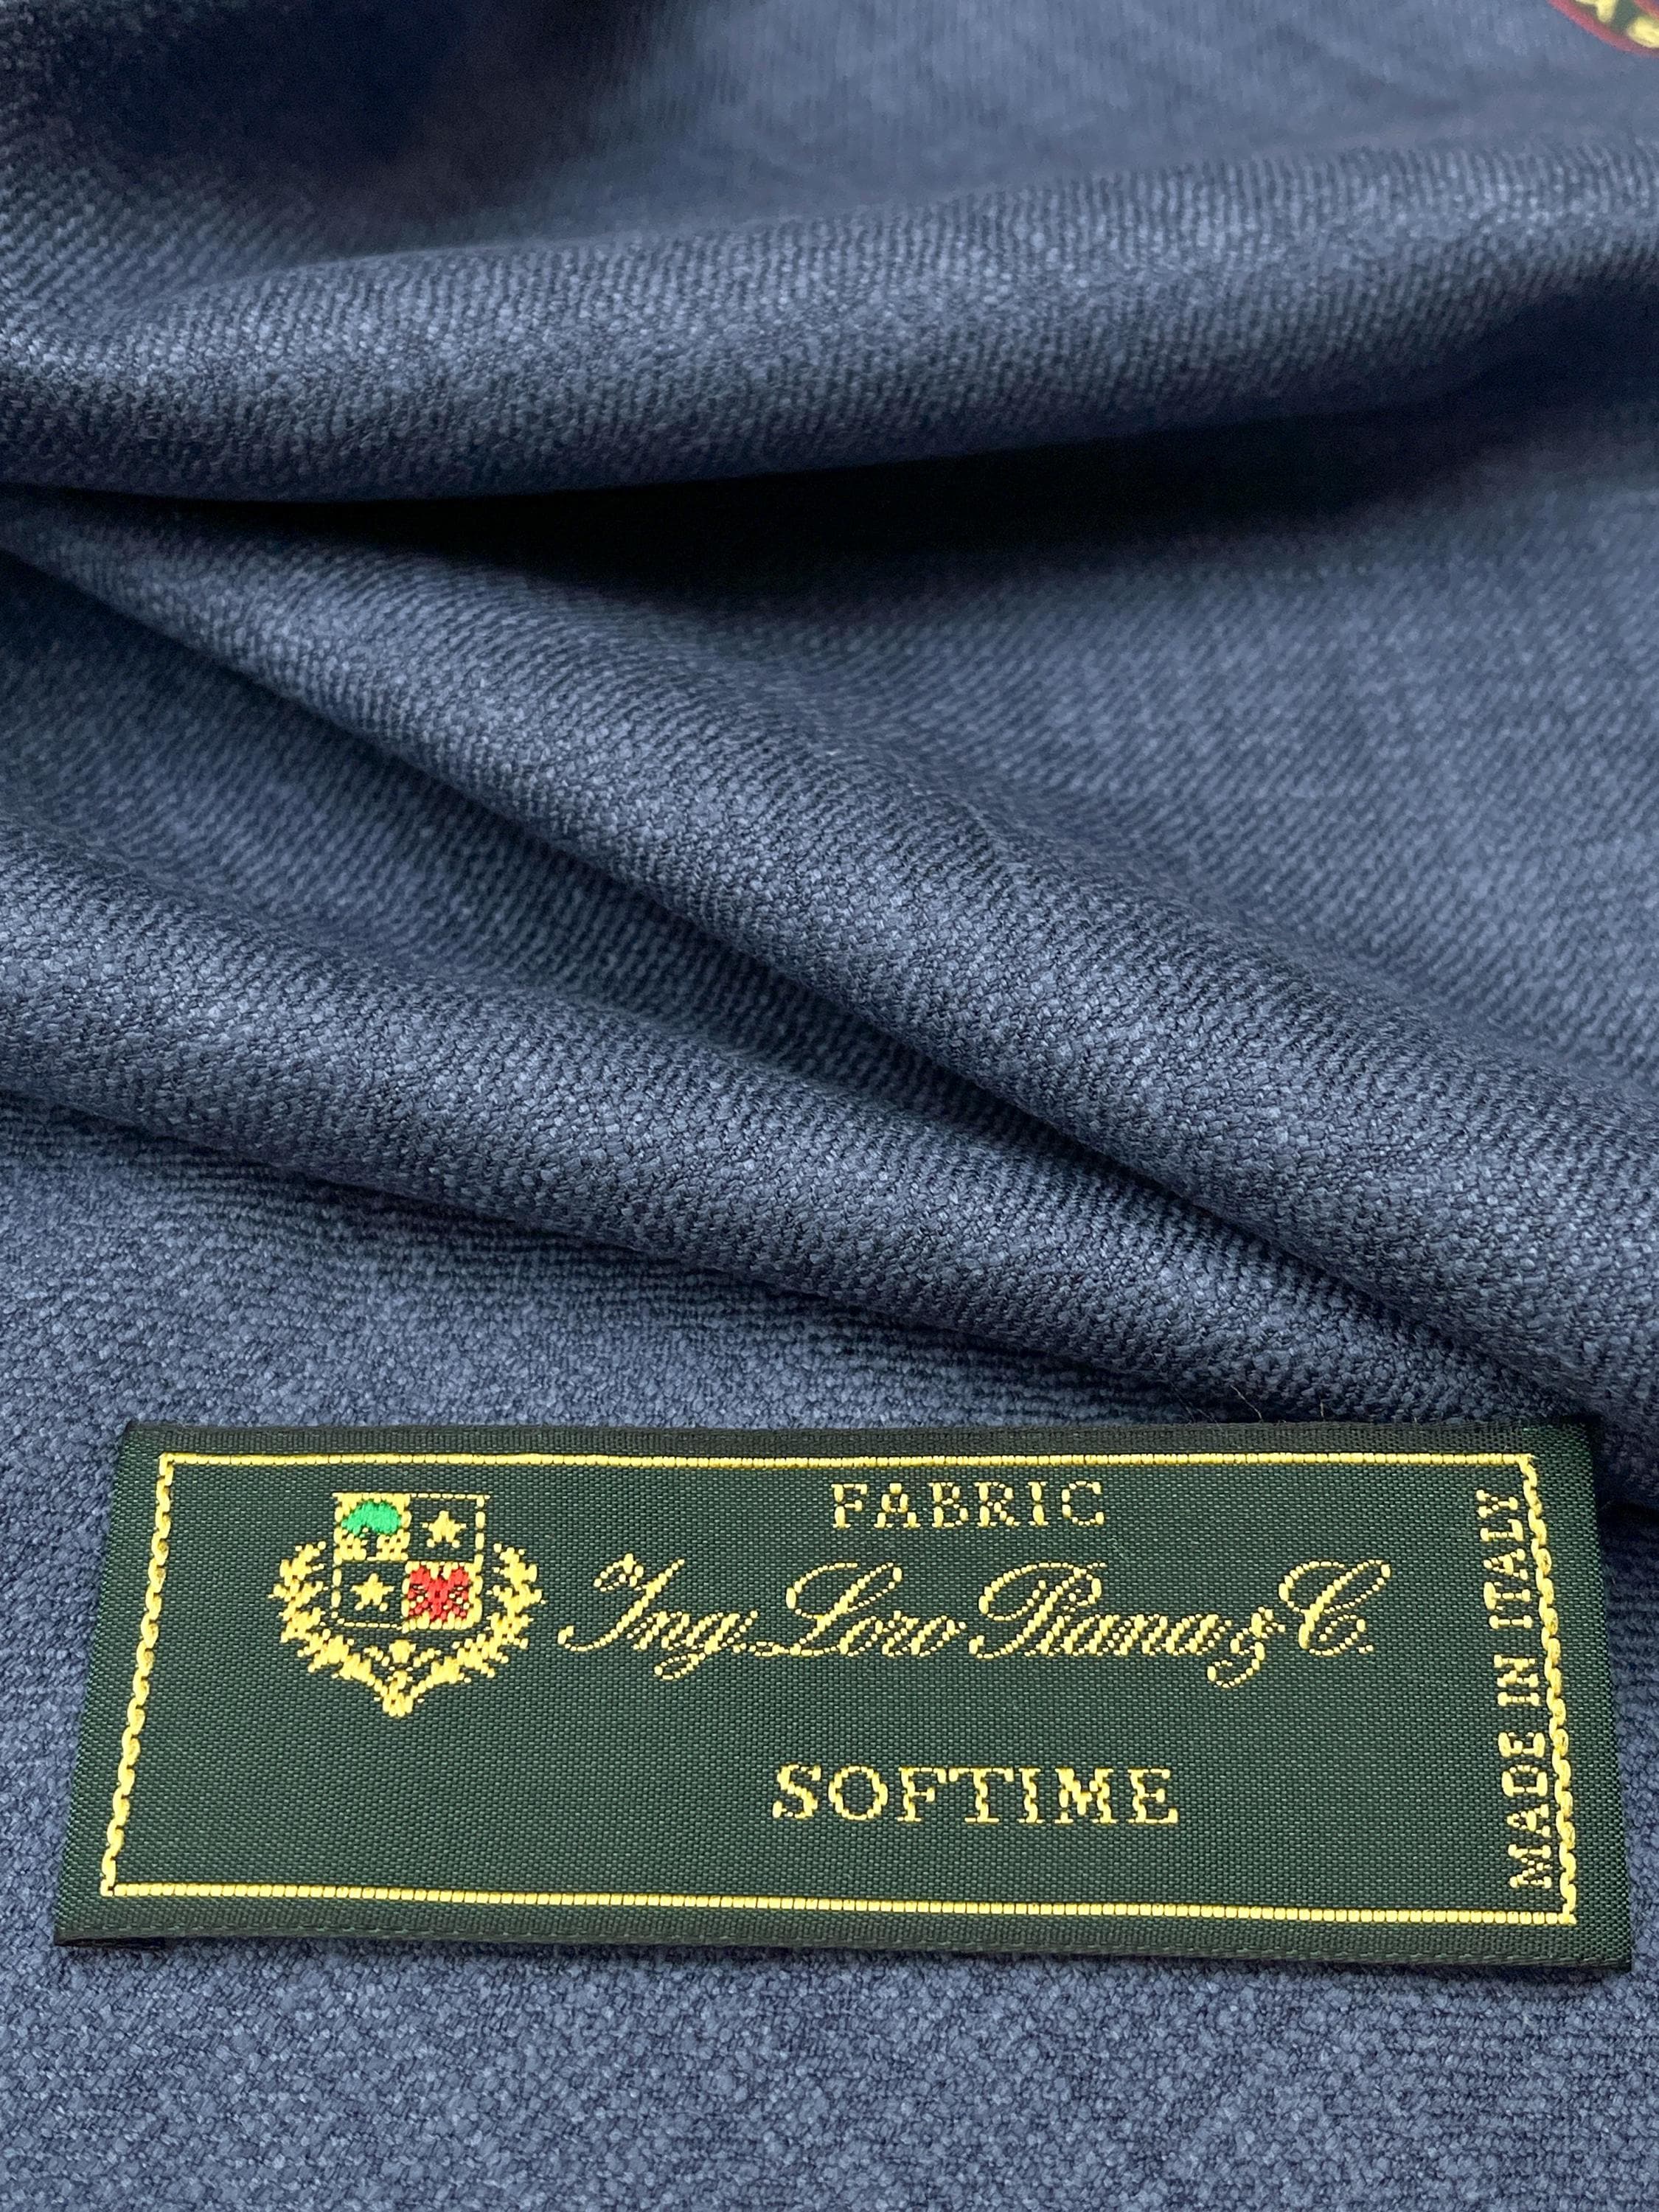 FABRIC
Ing. Loro Piana & C.
SOFTIME
MADE IN ITALY